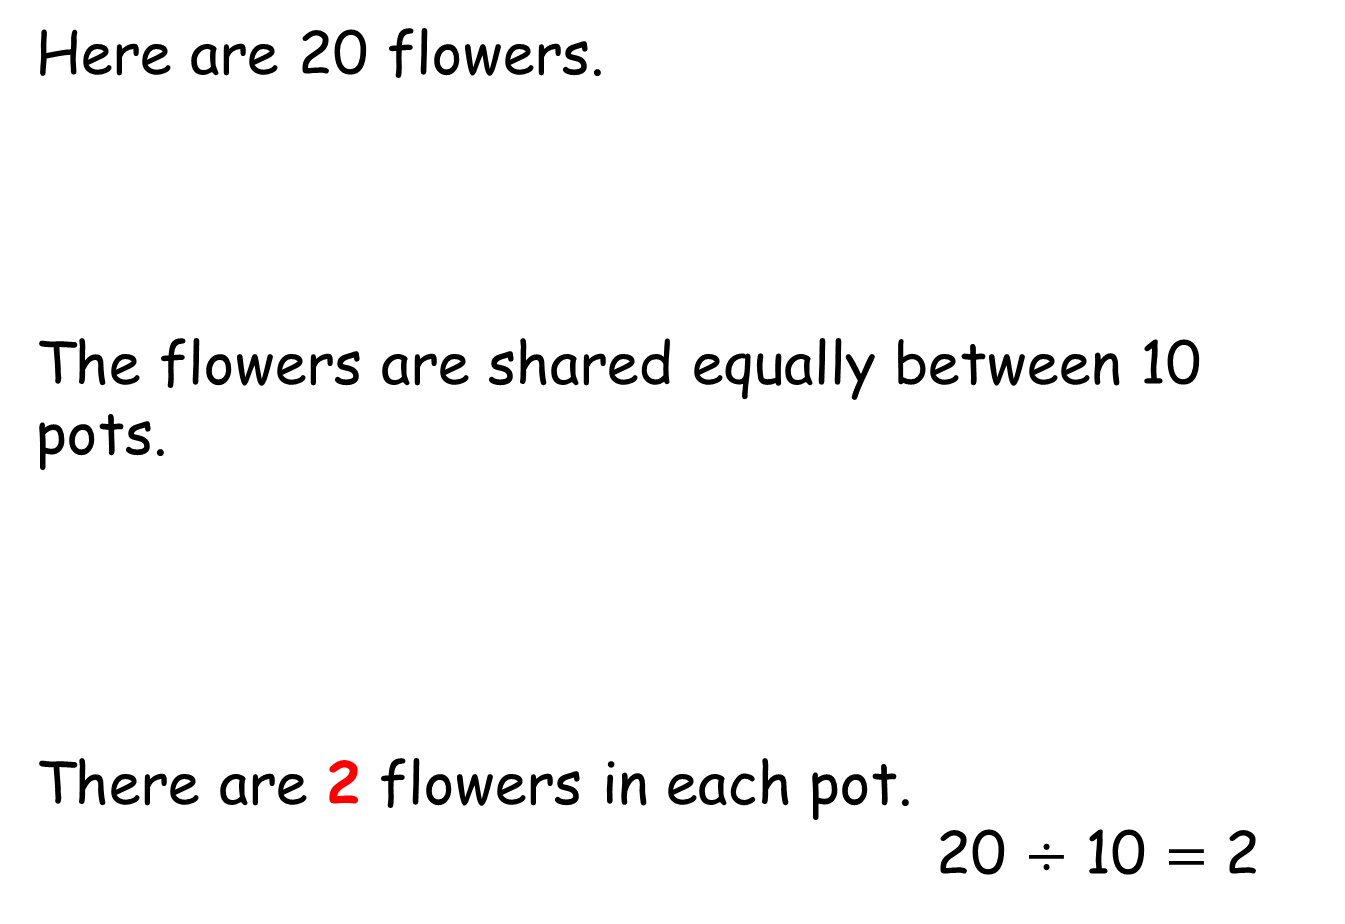 Here are 20 flowers.
The flowers are shared equally between 10
pots.
There are 2 flowers in each pot.
20 ÷ 10 = 2